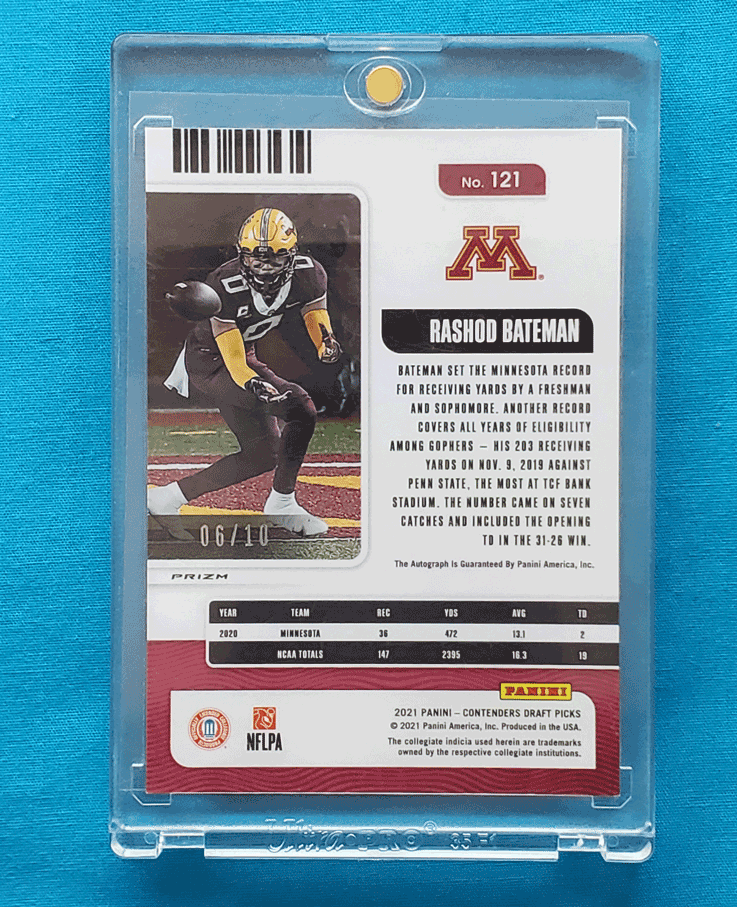 No. 121
M
RASHOD BATEMAN
BATEMAN SET THE MINNESOTA RECORD
FOR RECEIVING YARDS BY A FRESHMAN
AND SOPHOMORE. ANOTHER RECORD
COVERS ALL YEARS OF ELIGIBILITY
AMONG GOPHERS – HIS 203 RECEIVING
YARDS ON NOV. 9, 2019 AGAINST
PENN STATE, THE MOST AT TCF BANK
STADIUM. THE NUMBER CAME ON SEVEN
CATCHES AND INCLUDED THE OPENING
TD IN THE 31-26 WIN.
The Autograph Is Guaranteed By Panini America, Inc.
0
06/10
PRIZM
YEAR TEAM REC YDS AVG TD
2020 MINNESOTA 36 472 13.1 2
NCAA TOTALS 147 2395 16.3 19
PANINI
2021 PANINI – CONTENDERS DRAFT PICKS
© 2021 Panini America, Inc. Produced in the USA.
The collegiate indicia used herein are trademarks
owned by the respective collegiate institutions.
NFLPA
Ultra·PRO®